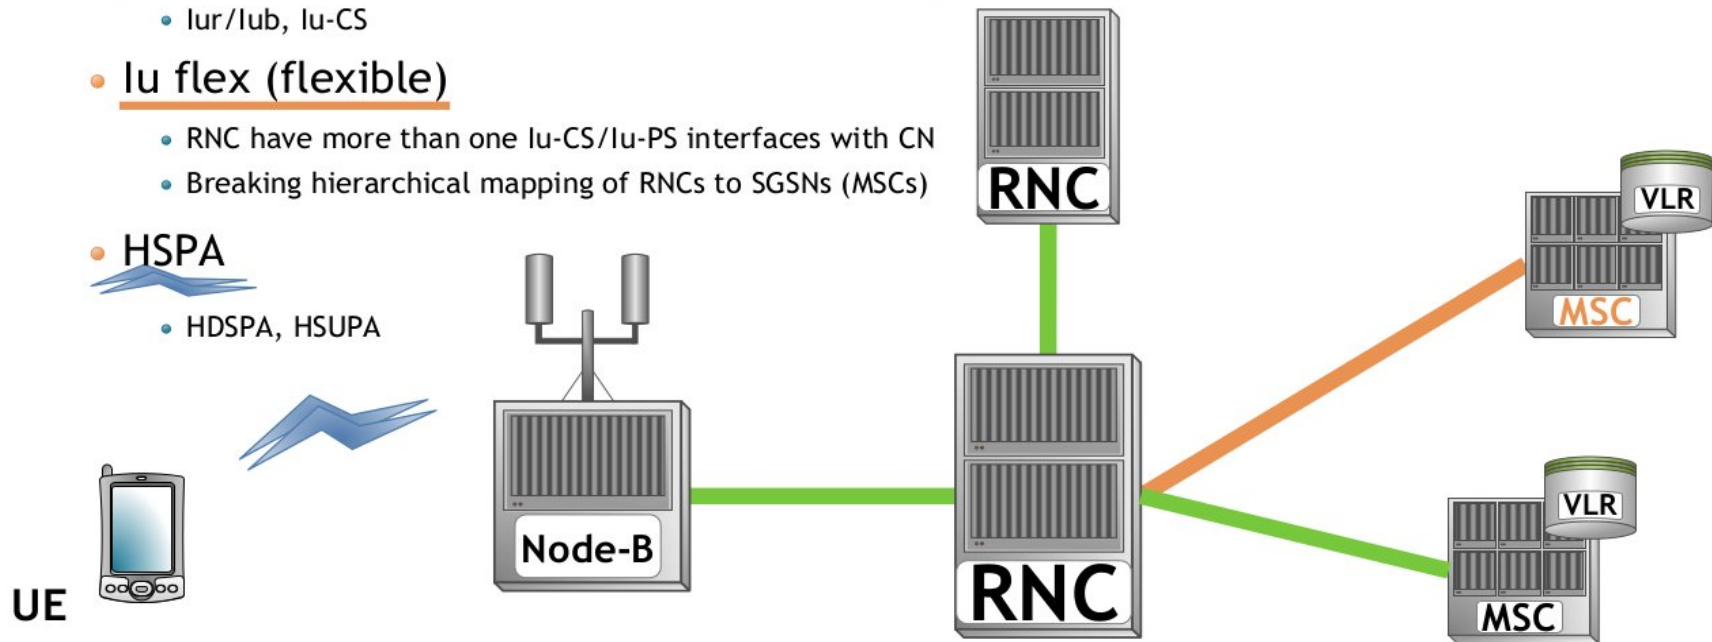 Iur/Iub, Iu-CS
Iu flex (flexible)
RNC have more than one Iu-CS/Iu-PS interfaces with CN
Breaking hierarchical mapping of RNCs to SGSNs (MSCs)
HSPA
HDSPA, HSUPA
RNC
VLR
MSC
VLR
Node-B
RNC
MSC
UE